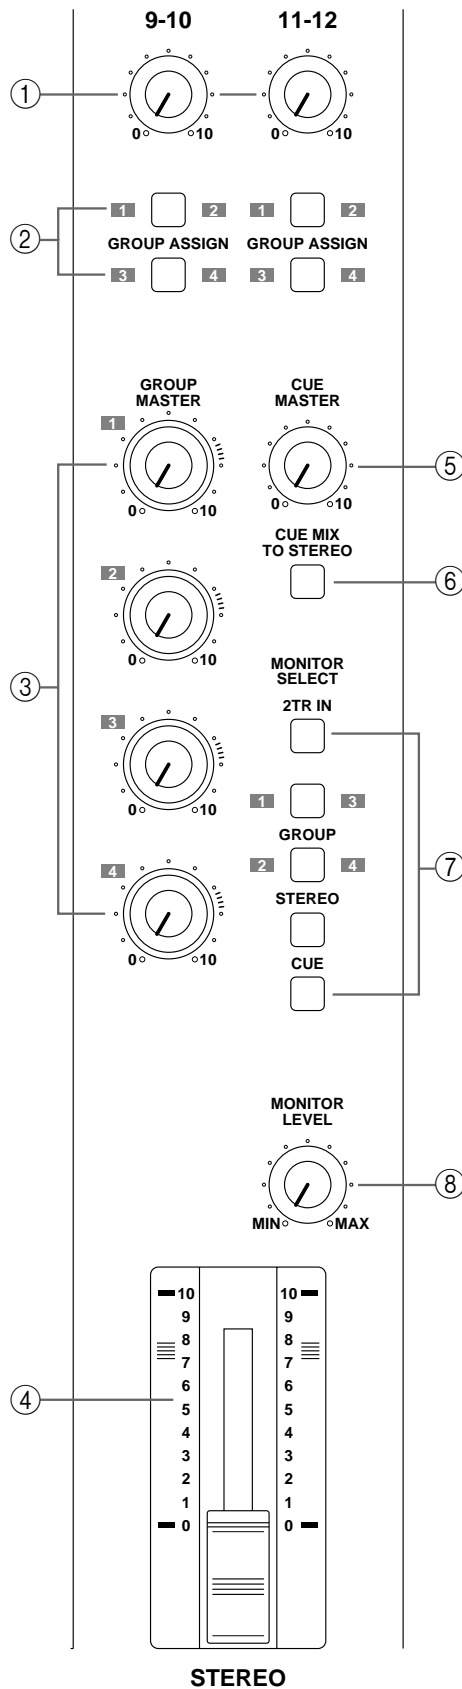 9-10 11-12
①
0 10 0 10
②
1 2 1 2
GROUP ASSIGN GROUP ASSIGN
3 4 3 4
GROUP MASTER CUE MASTER
1
⑤
0 10 0 10
CUE MIX
TO STEREO
⑥
2
0 10
③
MONITOR
SELECT
2TR IN
3
0 10
1 3
GROUP
2 4
⑦
4
STEREO
0 10
CUE
MONITOR
LEVEL
⑧
MIN MAX
10 10
9 9
8 8
7 7
6 6
④
5 5
4 4
3 3
2 2
1 1
0 0
STEREO